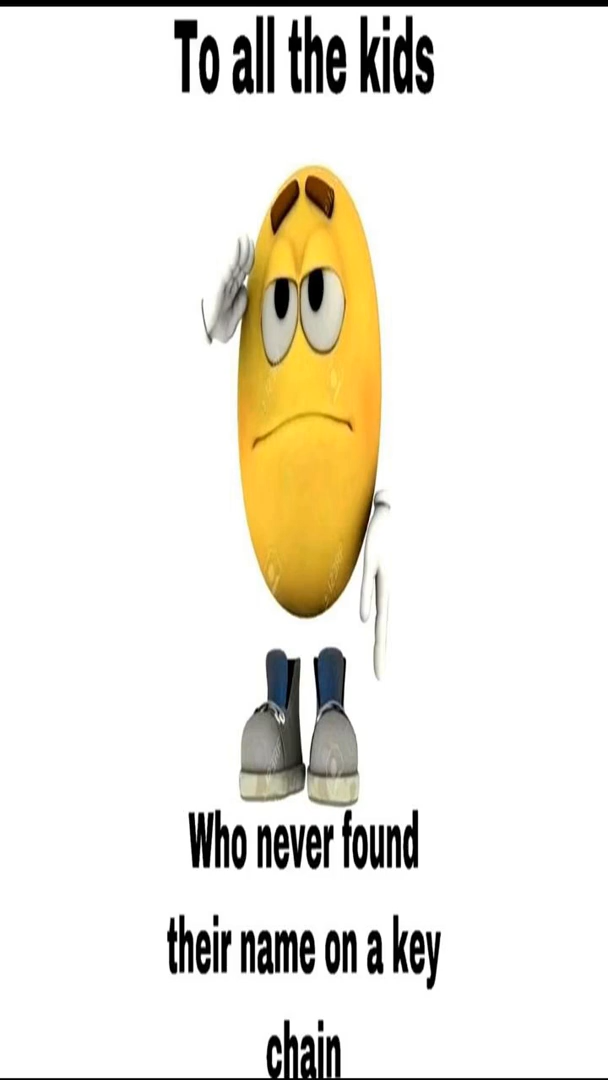 To all the kids
Who never found
their name on a key
chain